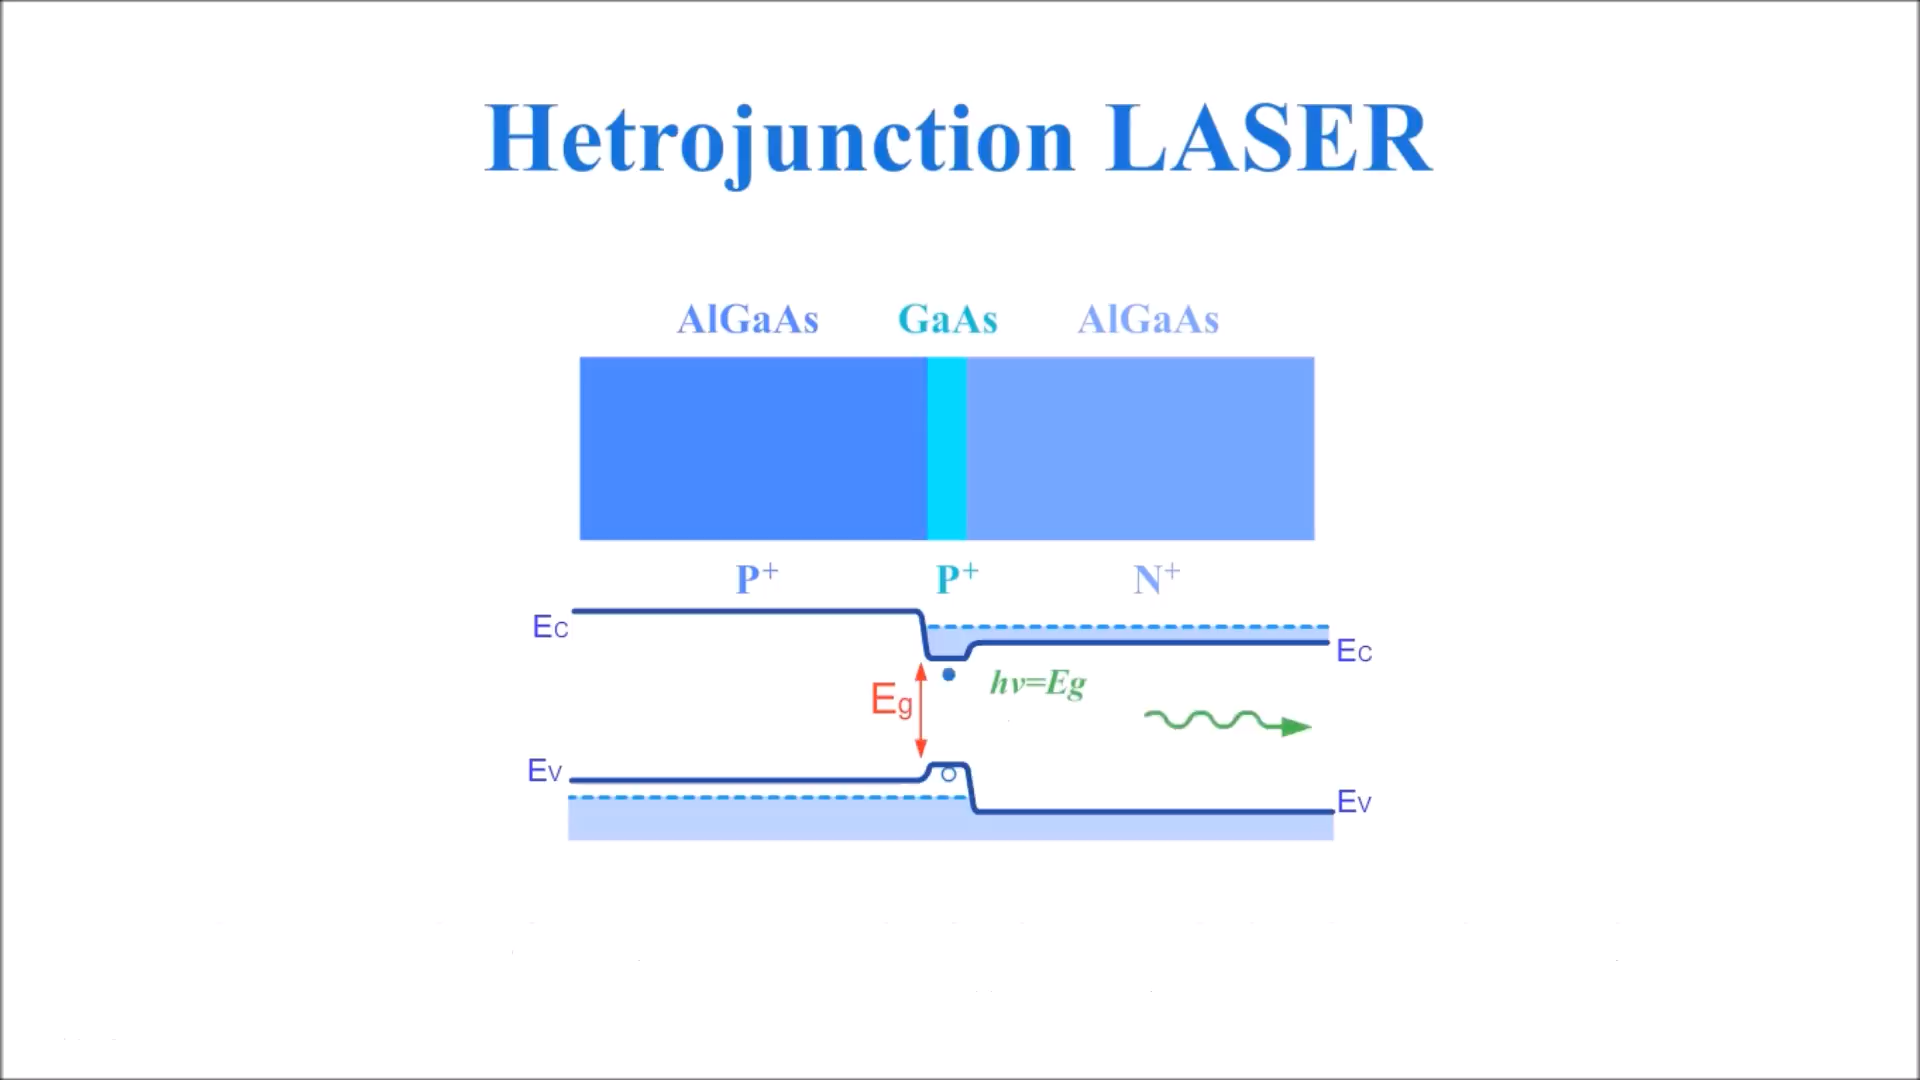 Hetrojunction LASER
AlGaAs GaAs AlGaAs
P+ P+ N+
Ec
Ec
Eg hv=Eg
Ev
Ev